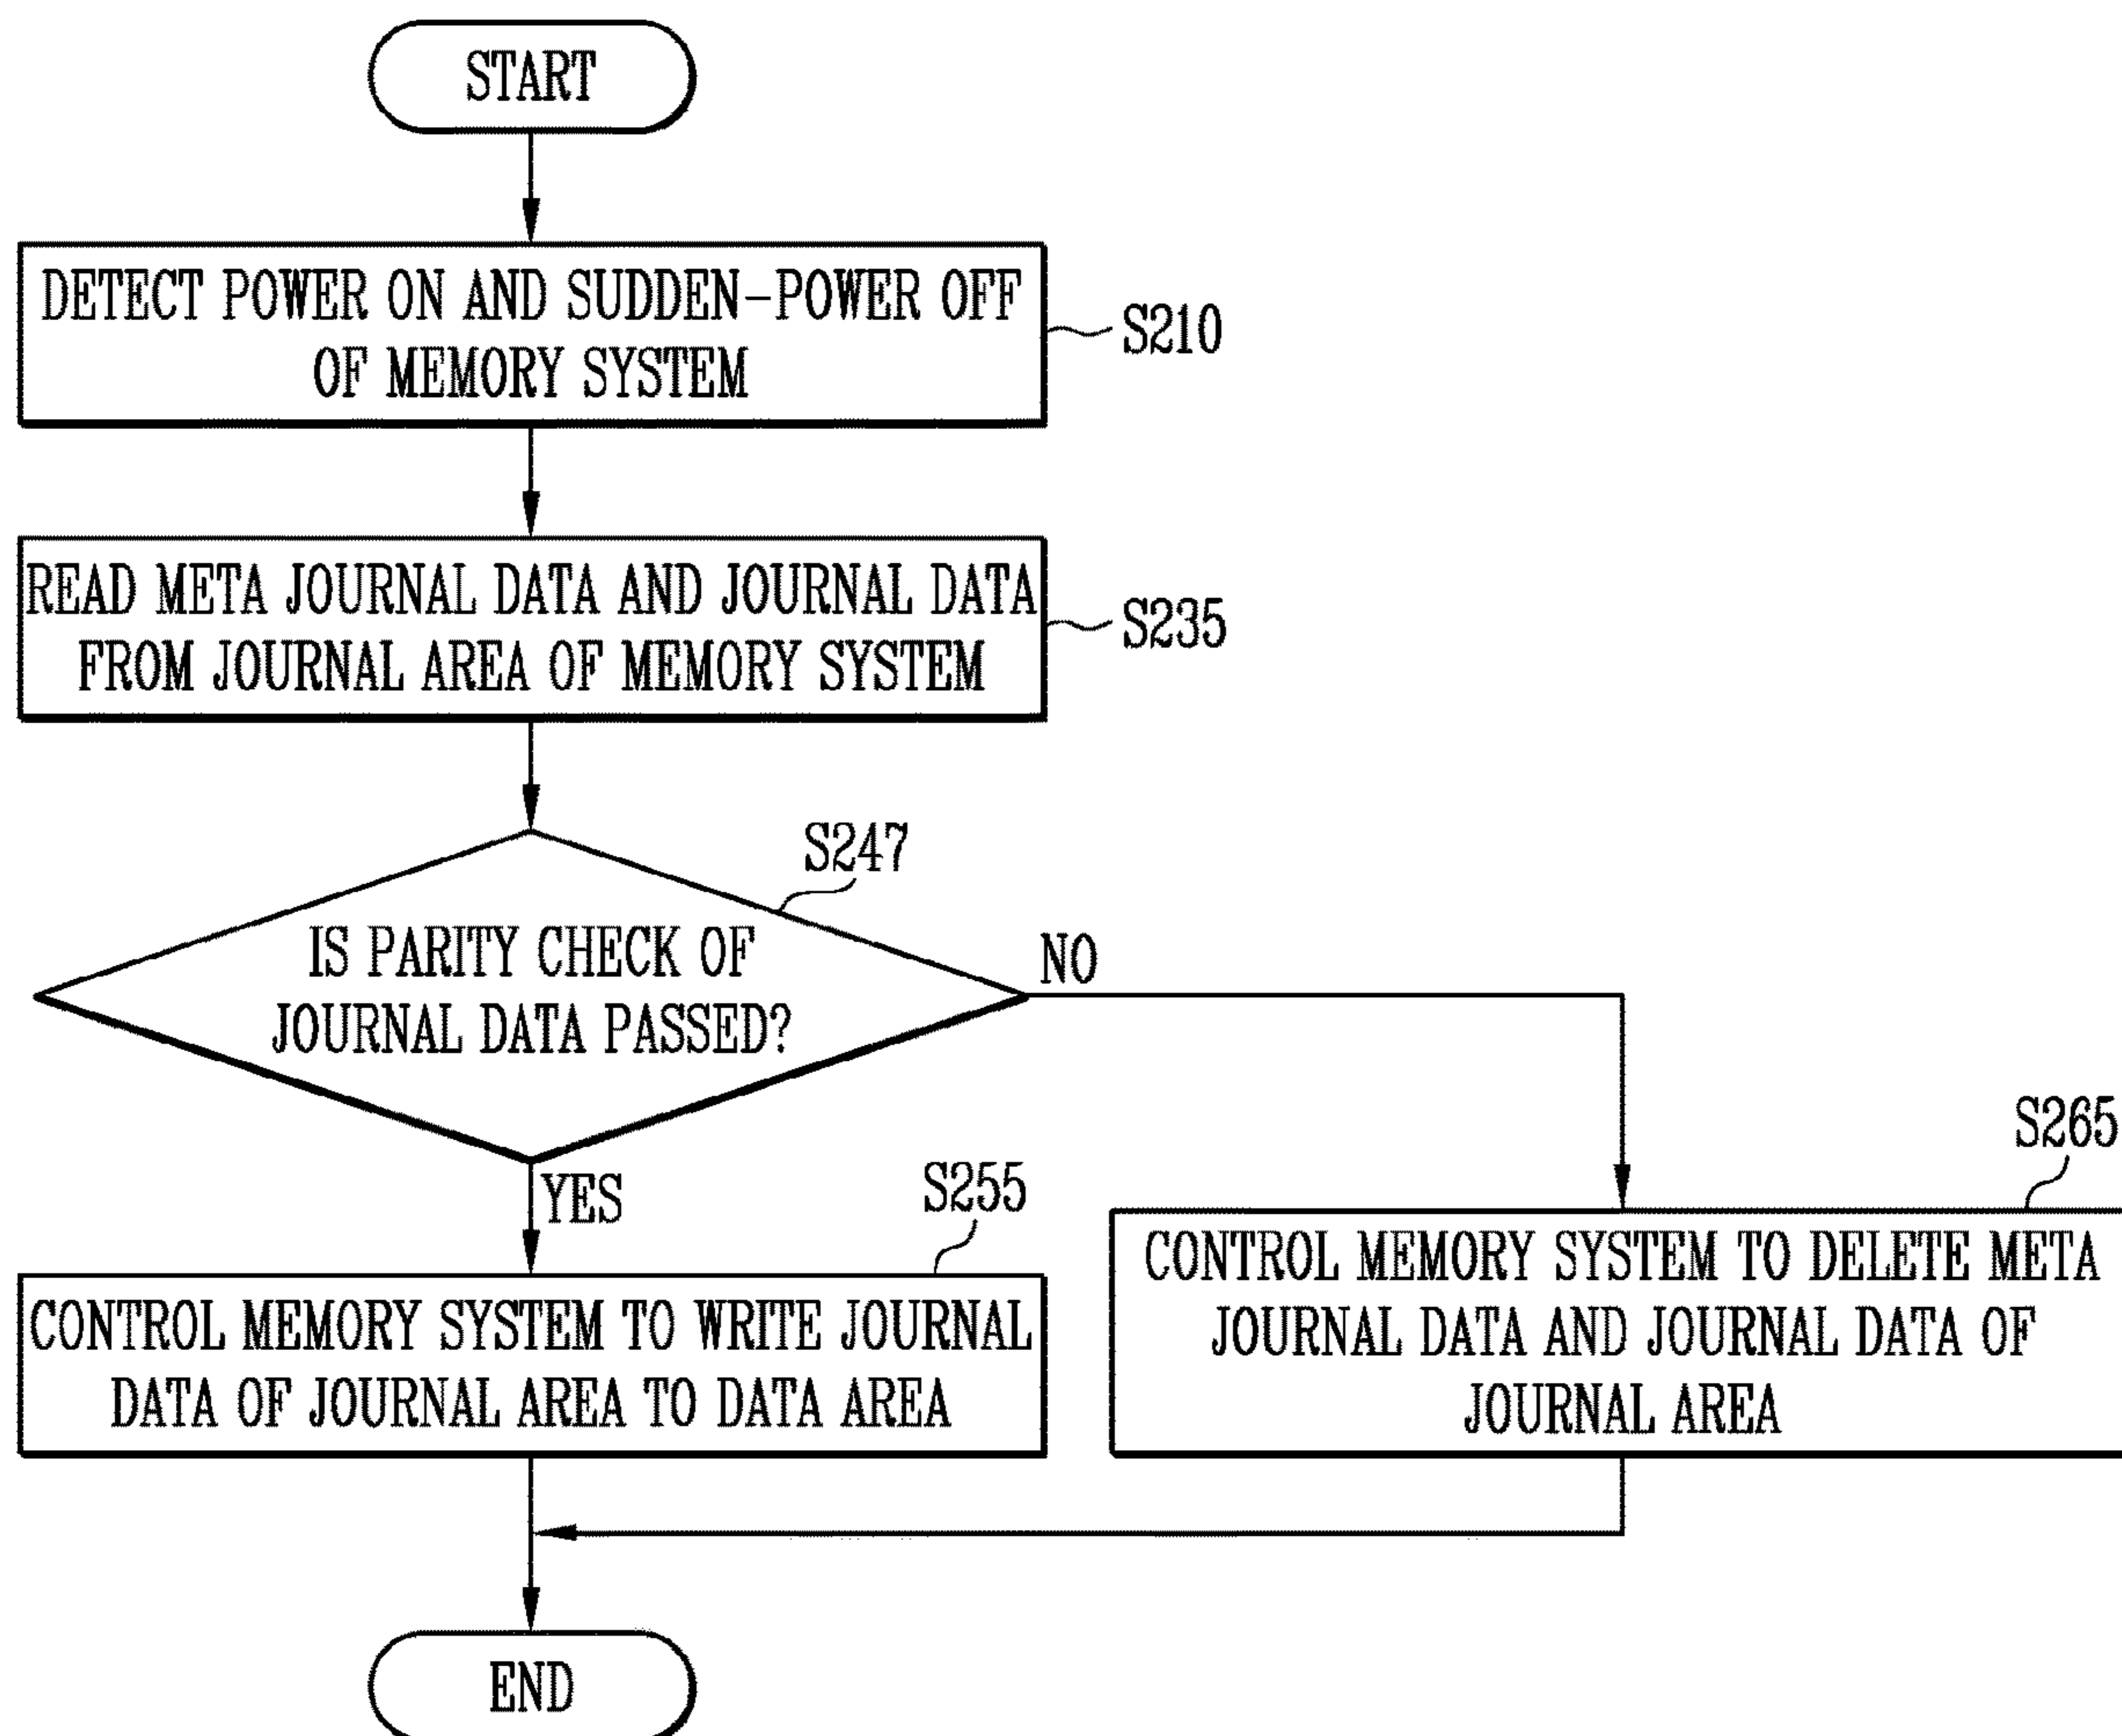 START
DETECT POWER ON AND SUDDEN-POWER OFF
OF MEMORY SYSTEM
S210
READ META JOURNAL DATA AND JOURNAL DATA
FROM JOURNAL AREA OF MEMORY SYSTEM
S235
S247
IS PARITY CHECK OF
JOURNAL DATA PASSED?
NO
YES
S255
CONTROL MEMORY SYSTEM TO WRITE JOURNAL
DATA OF JOURNAL AREA TO DATA AREA
S265
CONTROL MEMORY SYSTEM TO DELETE META
JOURNAL DATA AND JOURNAL DATA OF
JOURNAL AREA
END